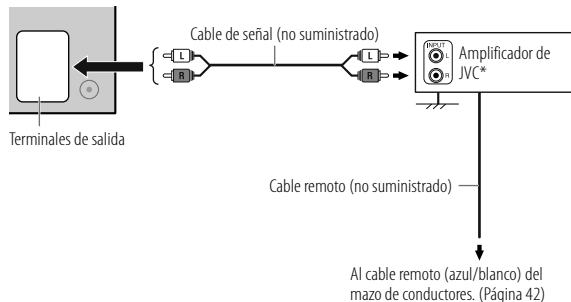 Cable de señal (no suministrado)
L
R
L
R
INPUT
L
R
Amplificador de
JVC*
Terminales de salida
Cable remoto (no suministrado)
Al cable remoto (azul/blanco) del
mazo de conductores. (Página 42)